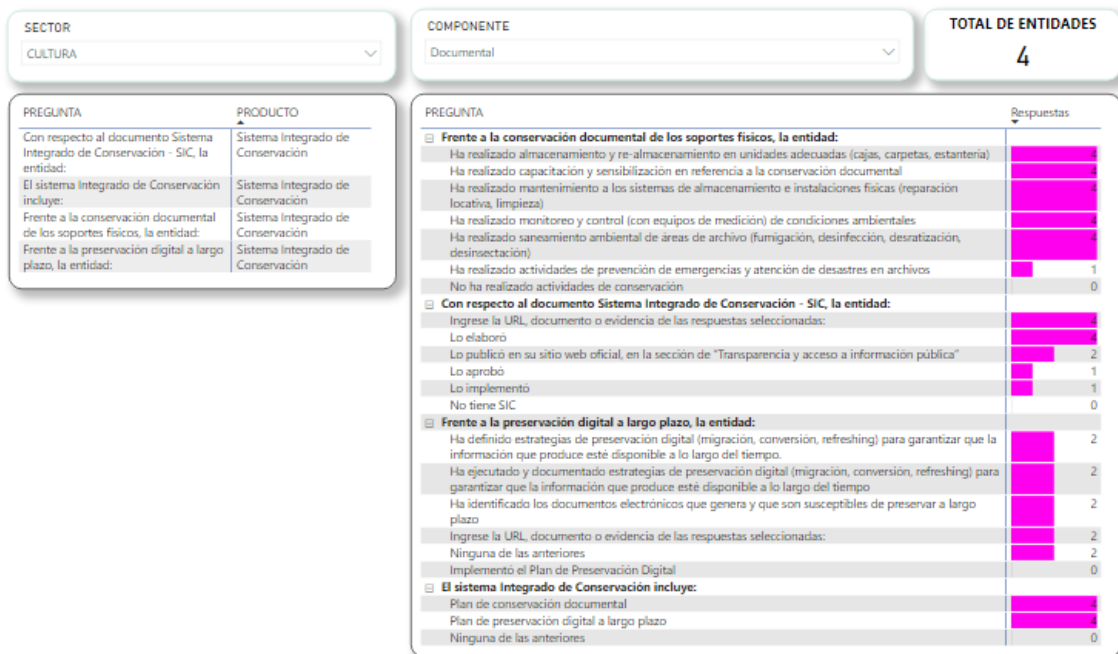 SECTOR
CULTURA
COMPONENTE
Documental
TOTAL DE ENTIDADES
4
PREGUNTA PRODUCTO
Con respecto al documento Sistema Sistema Integrado de
Integrado de Conservación - SIC, la Conservación
entidad:
El sistema Integrado de Conservación Sistema Integrado de
incluye: Conservación
Frente a la conservación documental Sistema Integrado de
de los soportes físicos, la entidad: Conservación
Frente a la preservación digital a largo Sistema Integrado de
plazo, la entidad: Conservación
PREGUNTA Respuestas
Frente a la conservación documental de los soportes físicos, la entidad:
Ha realizado almacenamiento y re-almacenamiento en unidades adecuadas (cajas, carpetas, estantería) 4
Ha realizado capacitación y sensibilización en referencia a la conservación documental 4
Ha realizado mantenimiento a los sistemas de almacenamiento e instalaciones físicas (reparación 4
locativa, limpieza)
Ha realizado monitoreo y control (con equipos de medición) de condiciones ambientales 4
Ha realizado saneamiento ambiental de áreas de archivo (fumigación, desinfección, desratización, 4
desinsectación)
Ha realizado actividades de prevención de emergencias y atención de desastres en archivos 1
No ha realizado actividades de conservación 0
Con respecto al documento Sistema Integrado de Conservación - SIC, la entidad:
Ingrese la URL, documento o evidencia de las respuestas seleccionadas: 4
Lo elaboró 4
Lo publicó en su sitio web oficial, en la sección de "Transparencia y acceso a información pública" 2
Lo aprobó 1
Lo implementó 1
No tiene SIC 0
Frente a la preservación digital a largo plazo, la entidad:
Ha definido estrategias de preservación digital (migración, conversión, refreshing) para garantizar que la 2
información que produce esté disponible a lo largo del tiempo.
Ha ejecutado y documentado estrategias de preservación digital (migración, conversión, refreshing) para 2
garantizar que la información que produce esté disponible a lo largo del tiempo
Ha identificado los documentos electrónicos que genera y que son susceptibles de preservar a largo 2
plazo
Ingrese la URL, documento o evidencia de las respuestas seleccionadas: 2
Ninguna de las anteriores 2
Implementó el Plan de Preservación Digital 0
El sistema Integrado de Conservación incluye:
Plan de conservación documental 4
Plan de preservación digital a largo plazo 4
Ninguna de las anteriores 0